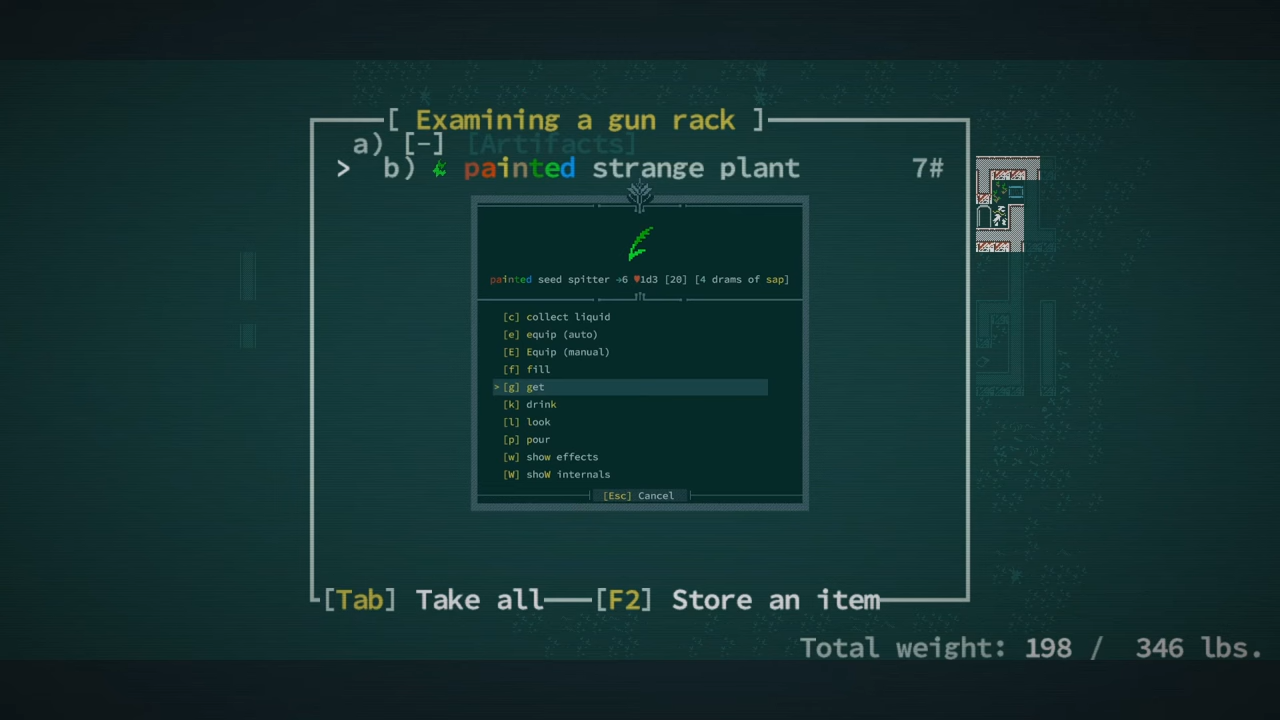 [ Examining a gun rack ]
a) [-] [Artifacts]
> b) painted strange plant 7#
painted seed spitter →6 ♥1d3 [20] [4 drams of sap]
[c] collect liquid
[e] equip (auto)
[E] Equip (manual)
[f] fill
> [g] get
[k] drink
[l] look
[p] pour
[w] show effects
[W] shoW internals
[Esc] Cancel
[Tab] Take all [F2] Store an item
Total weight: 198 / 346 lbs.